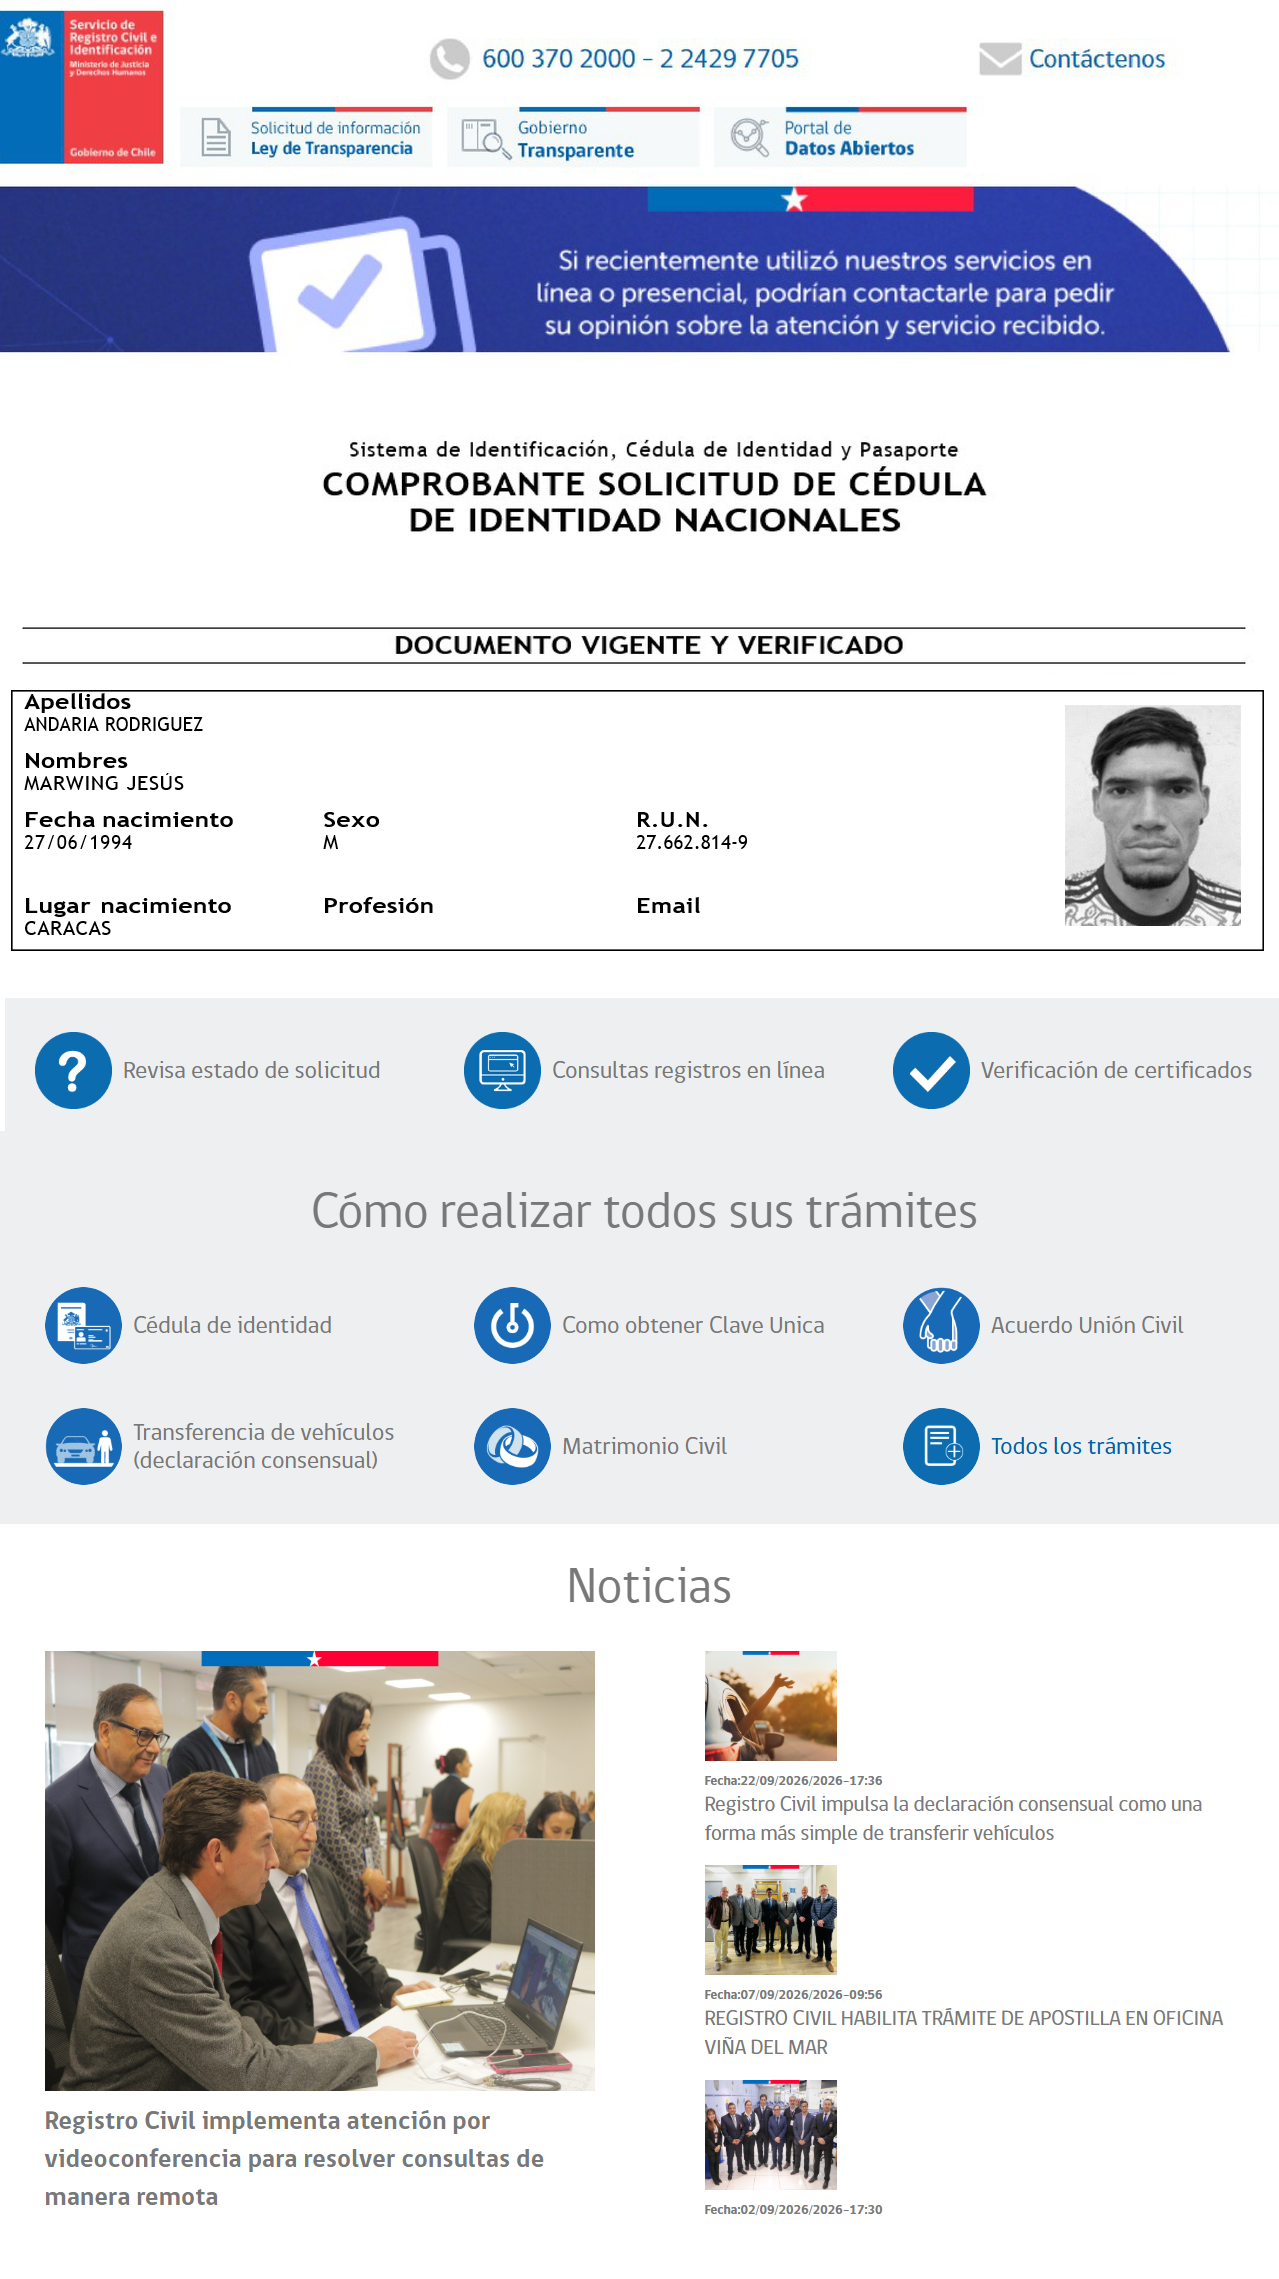 Servicio de
Registro Civil e
Identificación
Ministerio de Justicia
y Derechos Humanos
Gobierno de Chile
600 370 2000 - 2 2429 7705
Contáctenos
Solicitud de información
Ley de Transparencia
Gobierno
Transparente
Portal de
Datos Abiertos
Si recientemente utilizó nuestros servicios en
línea o presencial, podrían contactarle para pedir
su opinión sobre la atención y servicio recibido.
Sistema de Identificación, Cédula de Identidad y Pasaporte
COMPROBANTE SOLICITUD DE CÉDULA
DE IDENTIDAD NACIONALES
DOCUMENTO VIGENTE Y VERIFICADO
Apellidos
ANDARIA RODRIGUEZ
Nombres
MARWING JESÚS
Fecha nacimiento Sexo R.U.N.
27/06/1994 M 27.662.814-9
Lugar nacimiento Profesión Email
CARACAS
Revisa estado de solicitud
Consultas registros en línea
Verificación de certificados
Cómo realizar todos sus trámites
Cédula de identidad
Como obtener Clave Unica
Acuerdo Unión Civil
Transferencia de vehículos
(declaración consensual)
Matrimonio Civil
Todos los trámites
Noticias
Registro Civil implementa atención por
videoconferencia para resolver consultas de
manera remota
Fecha:22/09/2026/2026-17:36
Registro Civil impulsa la declaración consensual como una
forma más simple de transferir vehículos
Fecha:07/09/2026/2026-09:56
REGISTRO CIVIL HABILITA TRÁMITE DE APOSTILLA EN OFICINA
VIÑA DEL MAR
Fecha:02/09/2026/2026-17:30